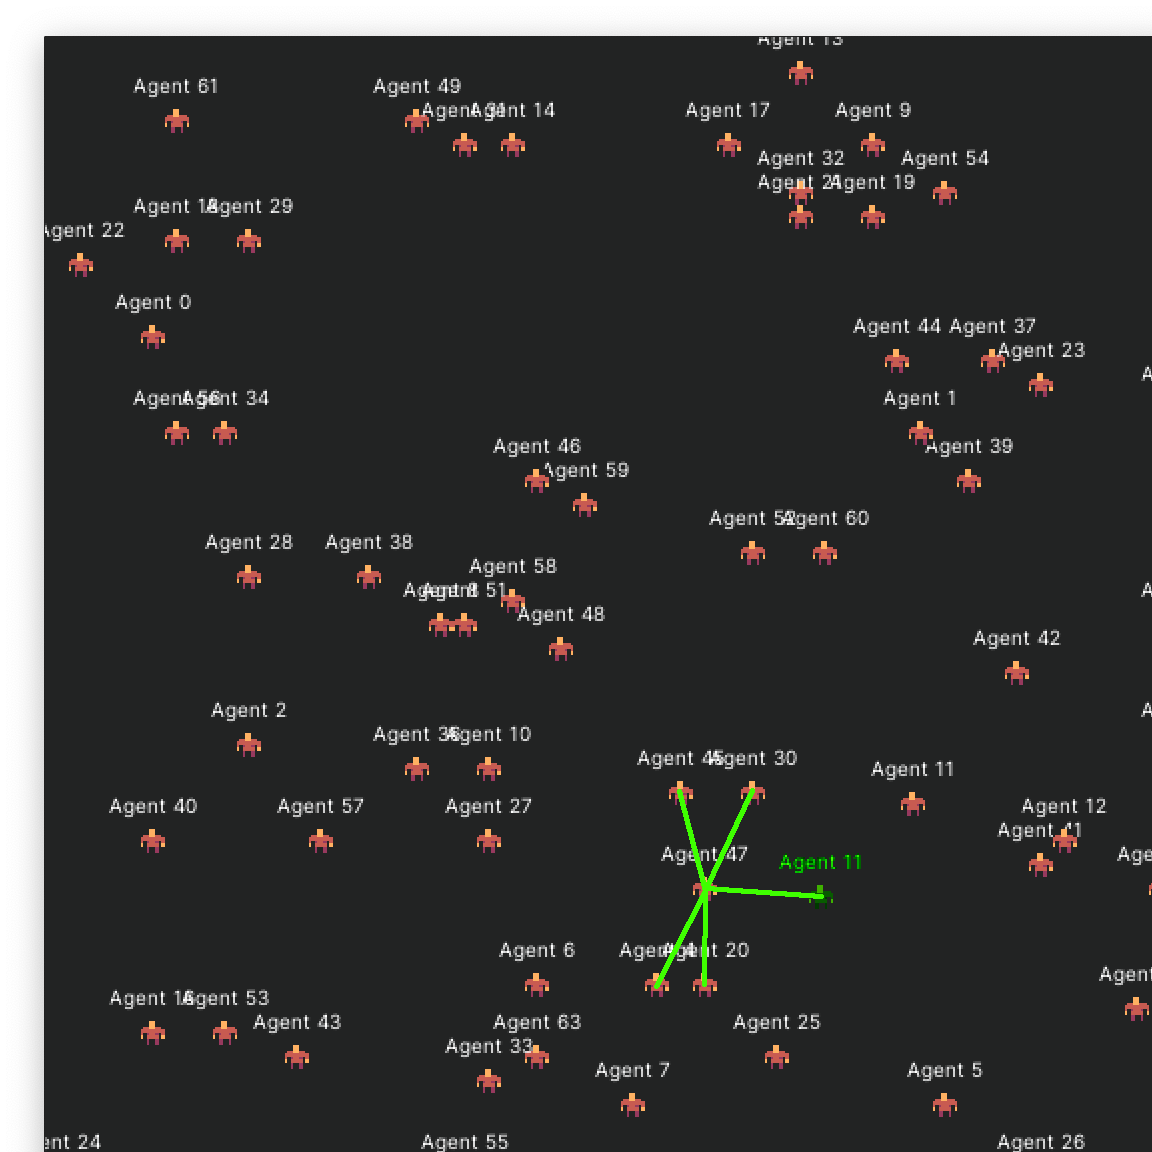 Agent 13
Agent 61
Agent 49
Agent 31
Agent 14
Agent 17
Agent 9
Agent 32
Agent 54
Agent 21
Agent 19
Agent 29
Agent 22
Agent 0
Agent 44
Agent 37
Agent 23
Agent 56
Agent 34
Agent 1
Agent 46
Agent 39
Agent 59
Agent 52
Agent 60
Agent 28
Agent 38
Agent 58
Agent 8
Agent 51
Agent 48
Agent 42
Agent 2
Agent 36
Agent 10
Agent 45
Agent 30
Agent 11
Agent 40
Agent 57
Agent 27
Agent 12
Agent 41
Agent 47
Agent 11
Agent 6
Agent
Agent 20
Agent
Agent
Agent 53
Agent 43
Agent 63
Agent 25
Agent 33
Agent 7
Agent 5
24
Agent 55
Agent 26